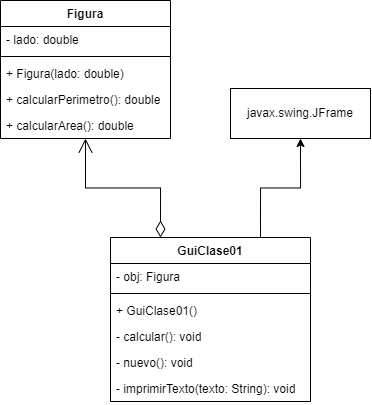 Figura
- lado: double
+ Figura(lado: double)
+ calcularPerimetro(): double
+ calcularArea(): double
javax.swing.JFrame
GuiClase01
- obj: Figura
+ GuiClase01()
- calcular(): void
- nuevo(): void
- imprimirTexto(texto: String): void